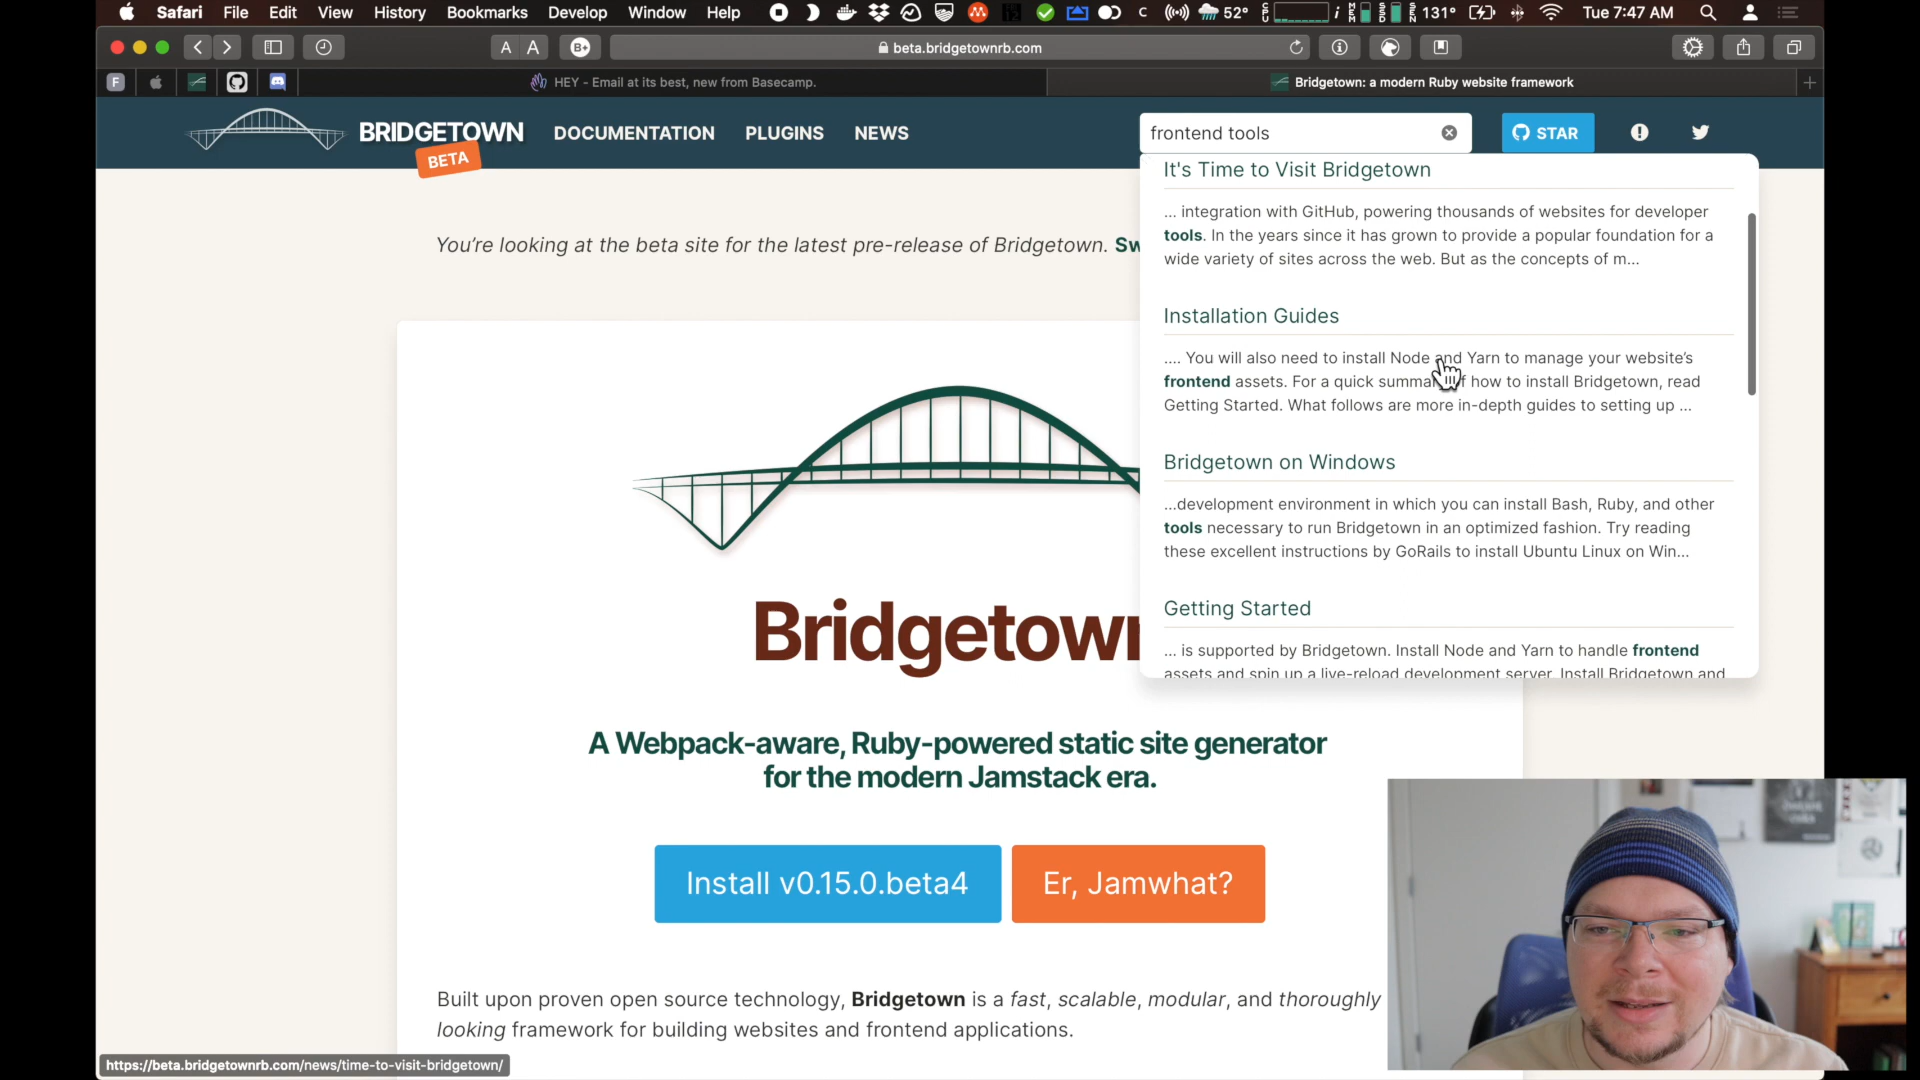 Safari File Edit View History Bookmarks Develop Window Help
52°
131°
Tue 7:47 AM
A A
B+
beta.bridgetownrb.com
F
HEY - Email at its best, new from Basecamp.
Bridgetown: a modern Ruby website framework
BRIDGETOWN
BETA
DOCUMENTATION
PLUGINS
NEWS
frontend tools
STAR
You're looking at the beta site for the latest pre-release of Bridgetown. Sw
It's Time to Visit Bridgetown
... integration with GitHub, powering thousands of websites for developer
tools. In the years since it has grown to provide a popular foundation for a
wide variety of sites across the web. But as the concepts of m...
Installation Guides
.... You will also need to install Node and Yarn to manage your website's
frontend assets. For a quick summary of how to install Bridgetown, read
Getting Started. What follows are more in-depth guides to setting up ...
Bridgetown on Windows
...development environment in which you can install Bash, Ruby, and other
tools necessary to run Bridgetown in an optimized fashion. Try reading
these excellent instructions by GoRails to install Ubuntu Linux on Win...
Getting Started
... is supported by Bridgetown. Install Node and Yarn to handle frontend
assets and spin up a live-reload development server. Install Bridgetown and
Bridgetown
A Webpack-aware, Ruby-powered static site generator
for the modern Jamstack era.
Install v0.15.0.beta4
Er, Jamwhat?
Built upon proven open source technology, Bridgetown is a fast, scalable, modular, and thoroughly
looking framework for building websites and frontend applications.
https://beta.bridgetownrb.com/news/time-to-visit-bridgetown/